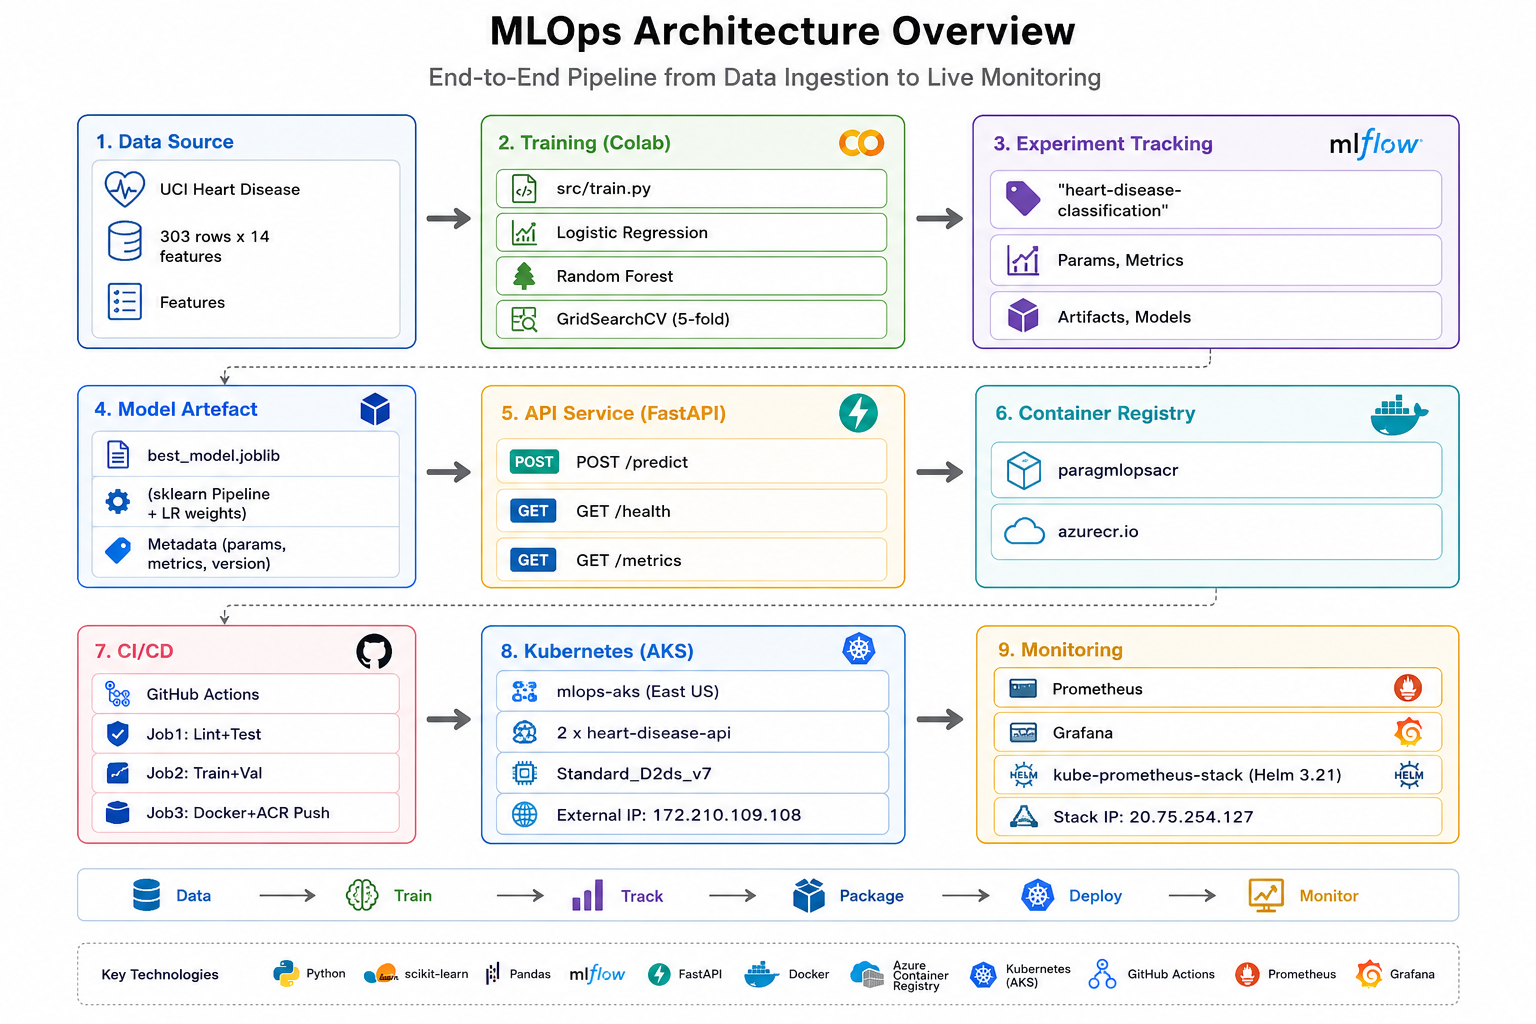 MLOps Architecture Overview
End-to-End Pipeline from Data Ingestion to Live Monitoring
1. Data Source
UCI Heart Disease
303 rows x 14
features
Features
2. Training (Colab)
CO
src/train.py
Logistic Regression
Random Forest
GridSearchCV (5-fold)
3. Experiment Tracking
mlflow
"heart-disease-
classification"
Params, Metrics
Artifacts, Models
4. Model Artefact
best_model.joblib
(sklearn Pipeline
+ LR weights)
Metadata (params,
metrics, version)
5. API Service (FastAPI)
POST POST /predict
GET GET /health
GET GET /metrics
6. Container Registry
paragmlopsacr
azurecr.io
7. CI/CD
GitHub Actions
Job1: Lint+Test
Job2: Train+Val
Job3: Docker+ACR Push
8. Kubernetes (AKS)
mlops-aks (East US)
2 x heart-disease-api
Standard_D2ds_v7
External IP: 172.210.109.108
9. Monitoring
Prometheus
Grafana
HELM kube-prometheus-stack (Helm 3.21) HELM
Stack IP: 20.75.254.127
Data Train Track Package Deploy Monitor
Key Technologies
Python
learn scikit-learn
Pandas
mlflow
FastAPI
Docker
Azure
Container
Registry
Kubernetes
(AKS)
GitHub Actions
Prometheus
Grafana